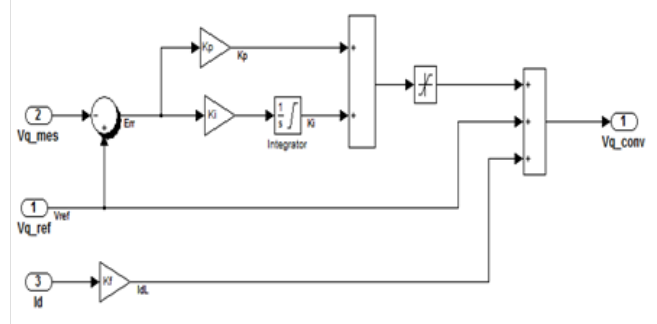 Kp
Kp
+
2
Vq_mes
-
+
Err
Ki
1
s
Ki
Integrator
+
+
+
+
1
Vq_conv
1
Vq_ref
Vref
3
Id
Kf
IdL